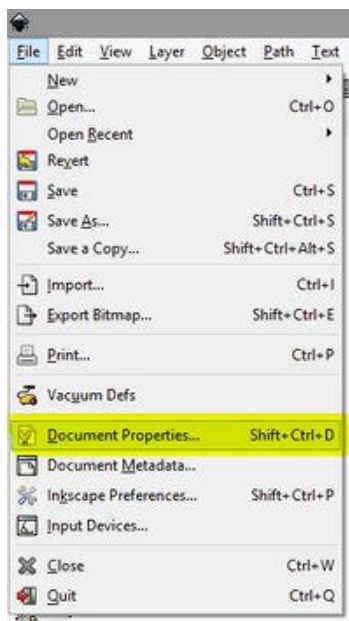 File Edit View Layer Object Path Text
New
Open... Ctrl+O
Open Recent
Revert
Save Ctrl+S
Save As... Shift+Ctrl+S
Save a Copy... Shift+Ctrl+Alt+S
Import... Ctrl+I
Export Bitmap... Shift+Ctrl+E
Print... Ctrl+P
Vacuum Defs
Document Properties... Shift+Ctrl+D
Document Metadata...
Inkscape Preferences... Shift+Ctrl+P
Input Devices...
Close Ctrl+W
Quit Ctrl+Q